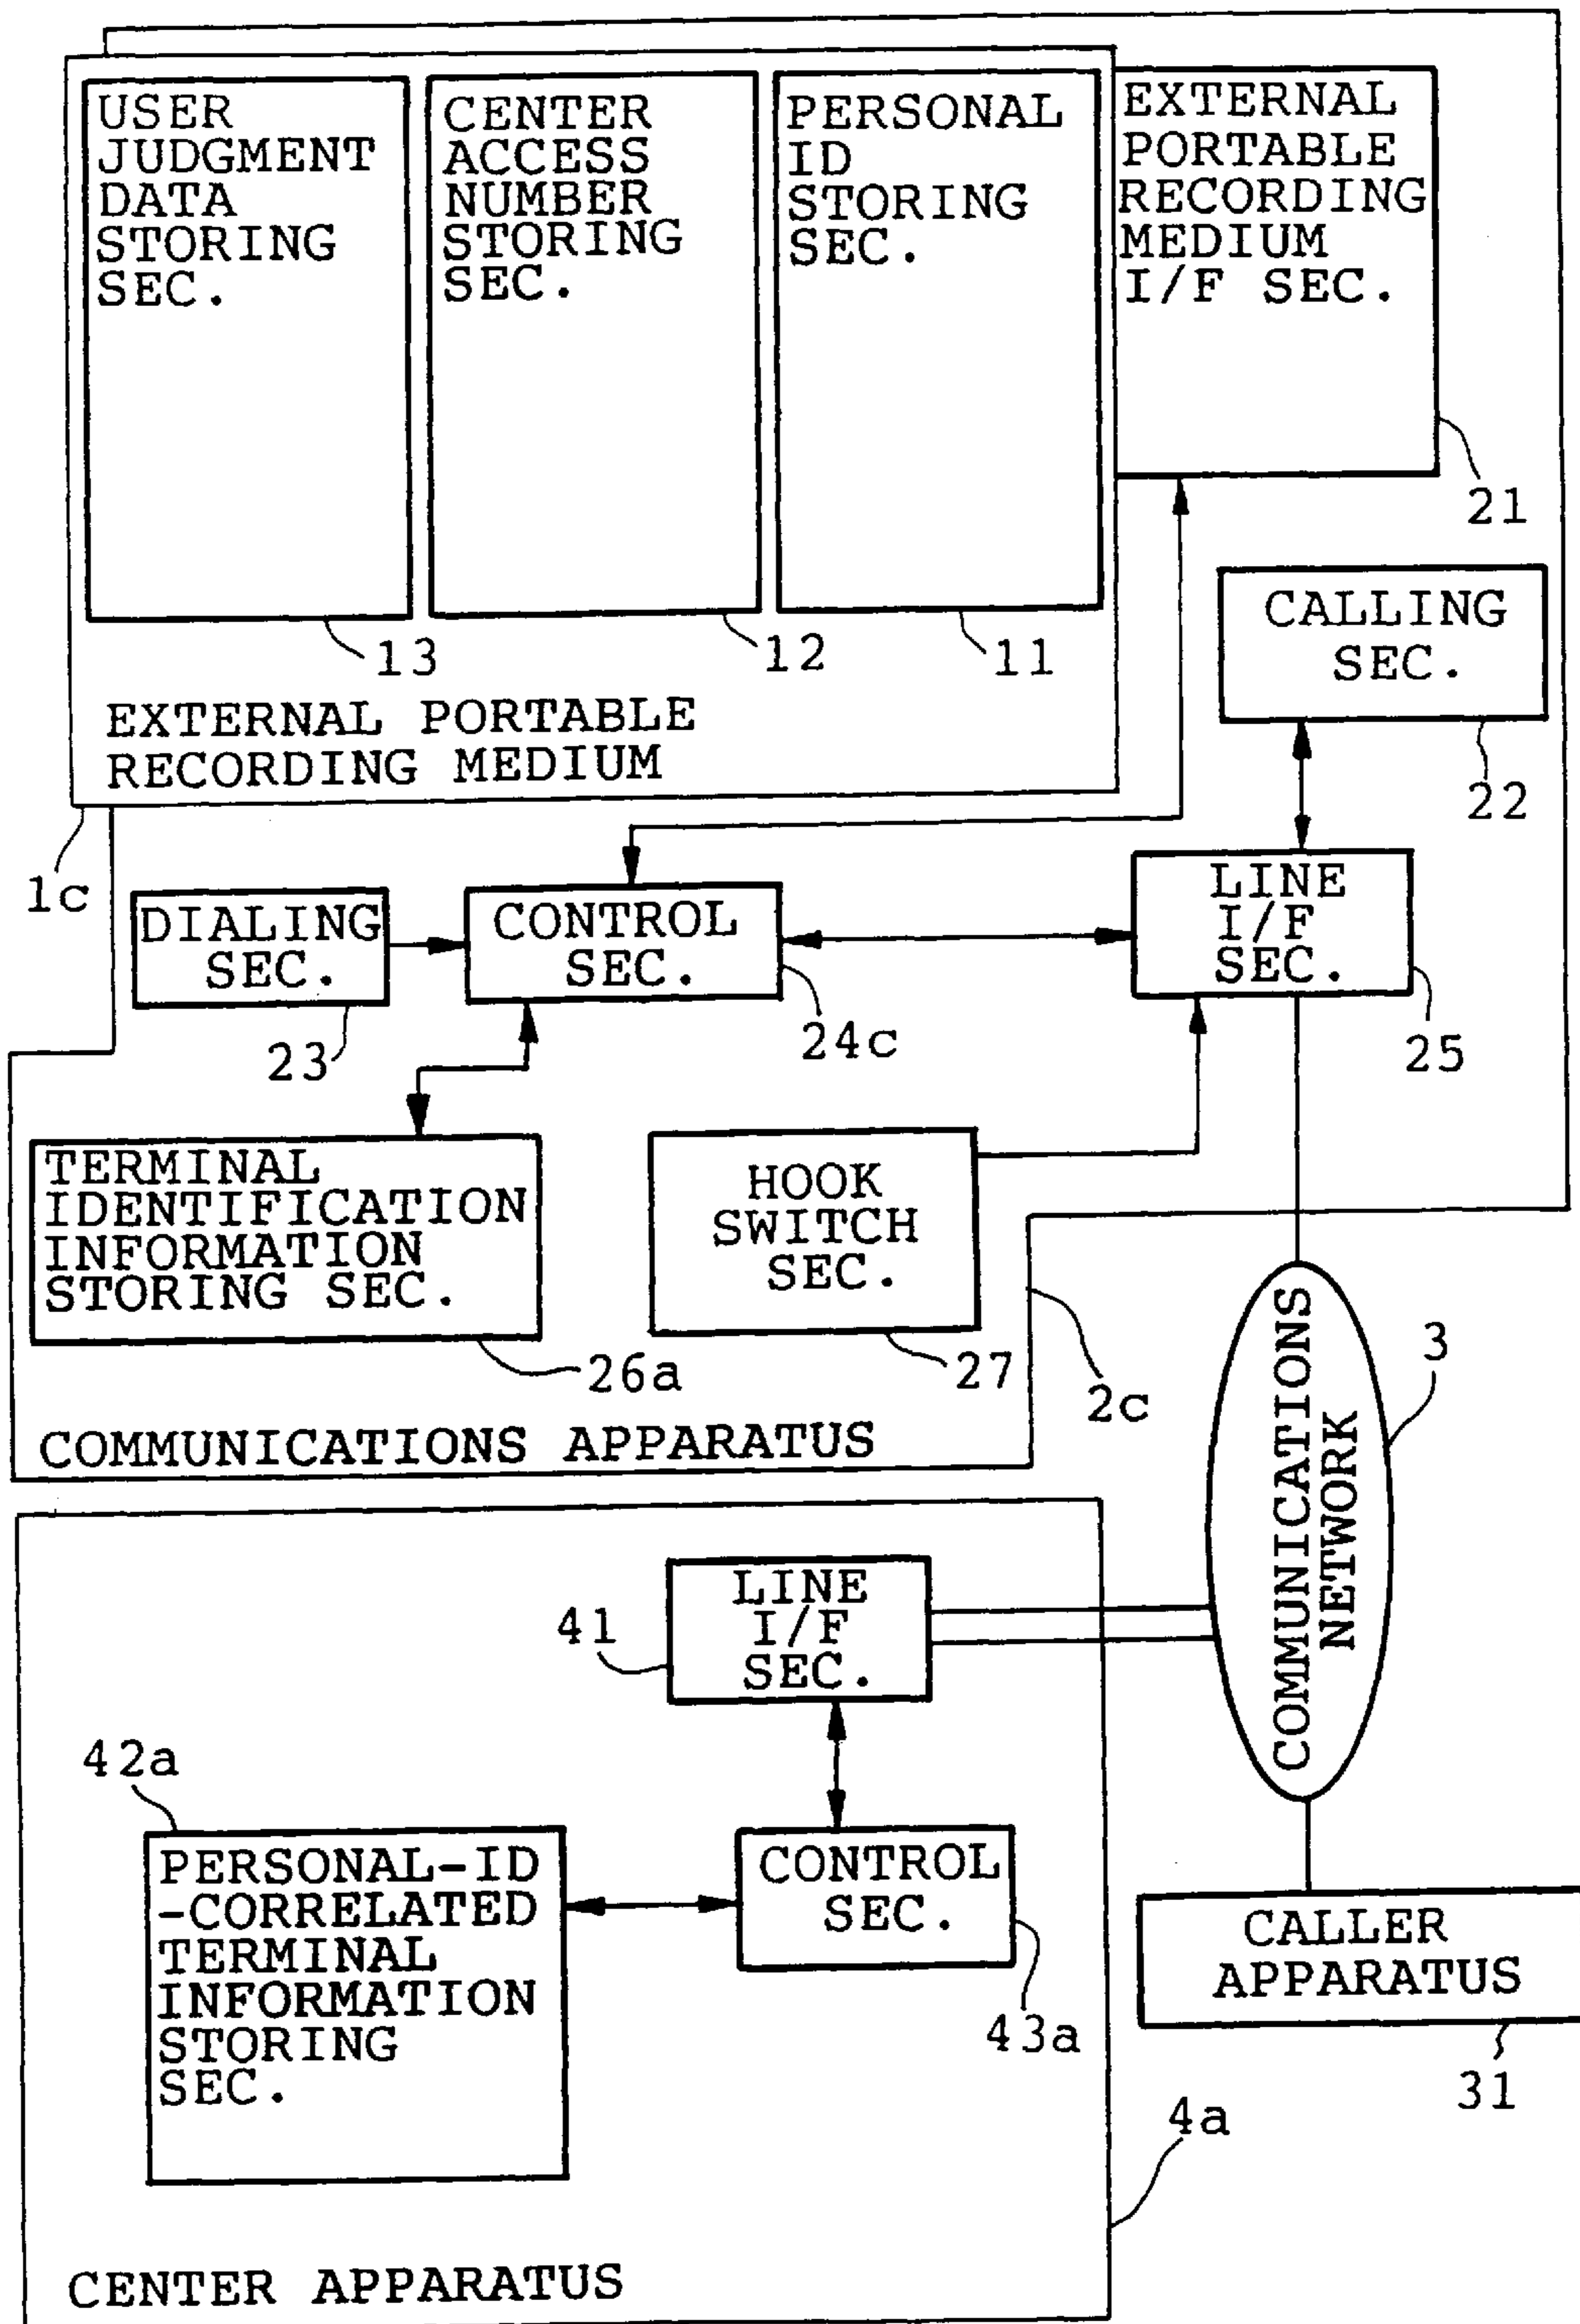 USER
JUDGMENT
DATA
STORING
SEC.
13
CENTER
ACCESS
NUMBER
STORING
SEC.
12
PERSONAL
ID
STORING
SEC.
11
EXTERNAL
PORTABLE
RECORDING
MEDIUM
I/F SEC.
21
EXTERNAL PORTABLE
RECORDING MEDIUM
1c
CALLING
SEC.
22
DIALING
SEC.
23
CONTROL
SEC.
24c
LINE
I/F
SEC.
25
TERMINAL
IDENTIFICATION
INFORMATION
STORING SEC.
26a
HOOK
SWITCH
SEC.
27
2c
COMMUNICATIONS APPARATUS
COMMUNICATIONS
NETWORK
3
LINE
I/F
SEC.
41
42a
PERSONAL-ID
-CORRELATED
TERMINAL
INFORMATION
STORING
SEC.
CONTROL
SEC.
43a
CALLER
APPARATUS
31
4a
CENTER APPARATUS